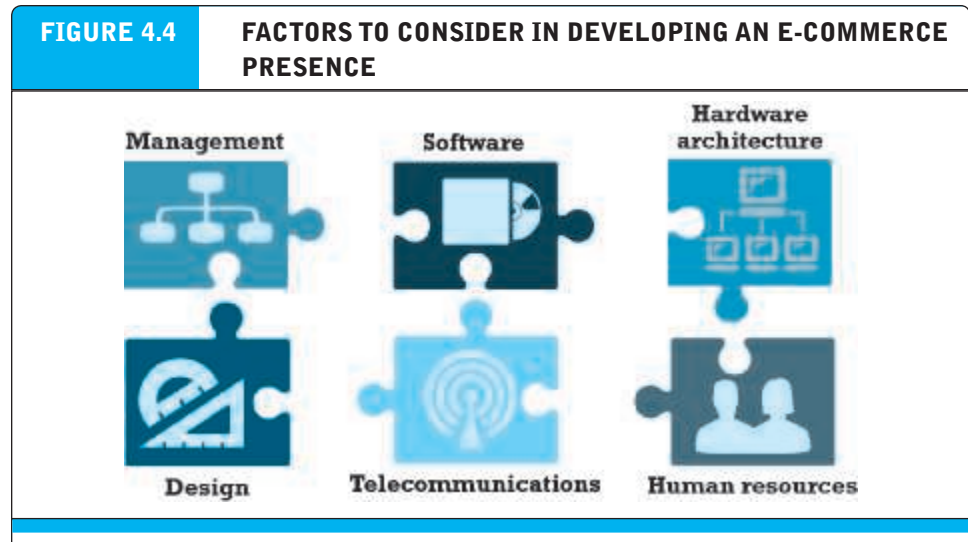 FIGURE 4.4
FACTORS TO CONSIDER IN DEVELOPING AN E-COMMERCE
PRESENCE
Management
Software
Hardware
architecture
Design
Telecommunications
Human resources